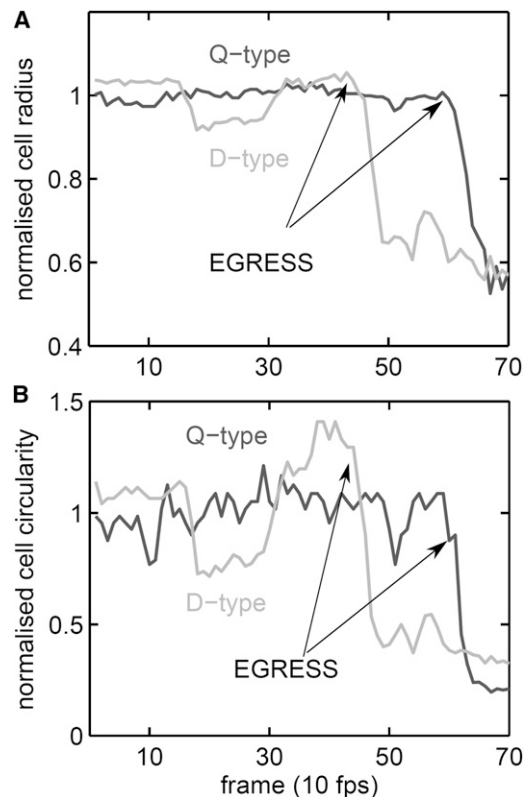 A
normalised cell radius
Q-type
D-type
EGRESS
1
0.8
0.6
0.4
10
30
50
70
B
normalised cell circularity
1.5
1
0.5
0
Q-type
D-type
EGRESS
10
30
50
70
frame (10 fps)